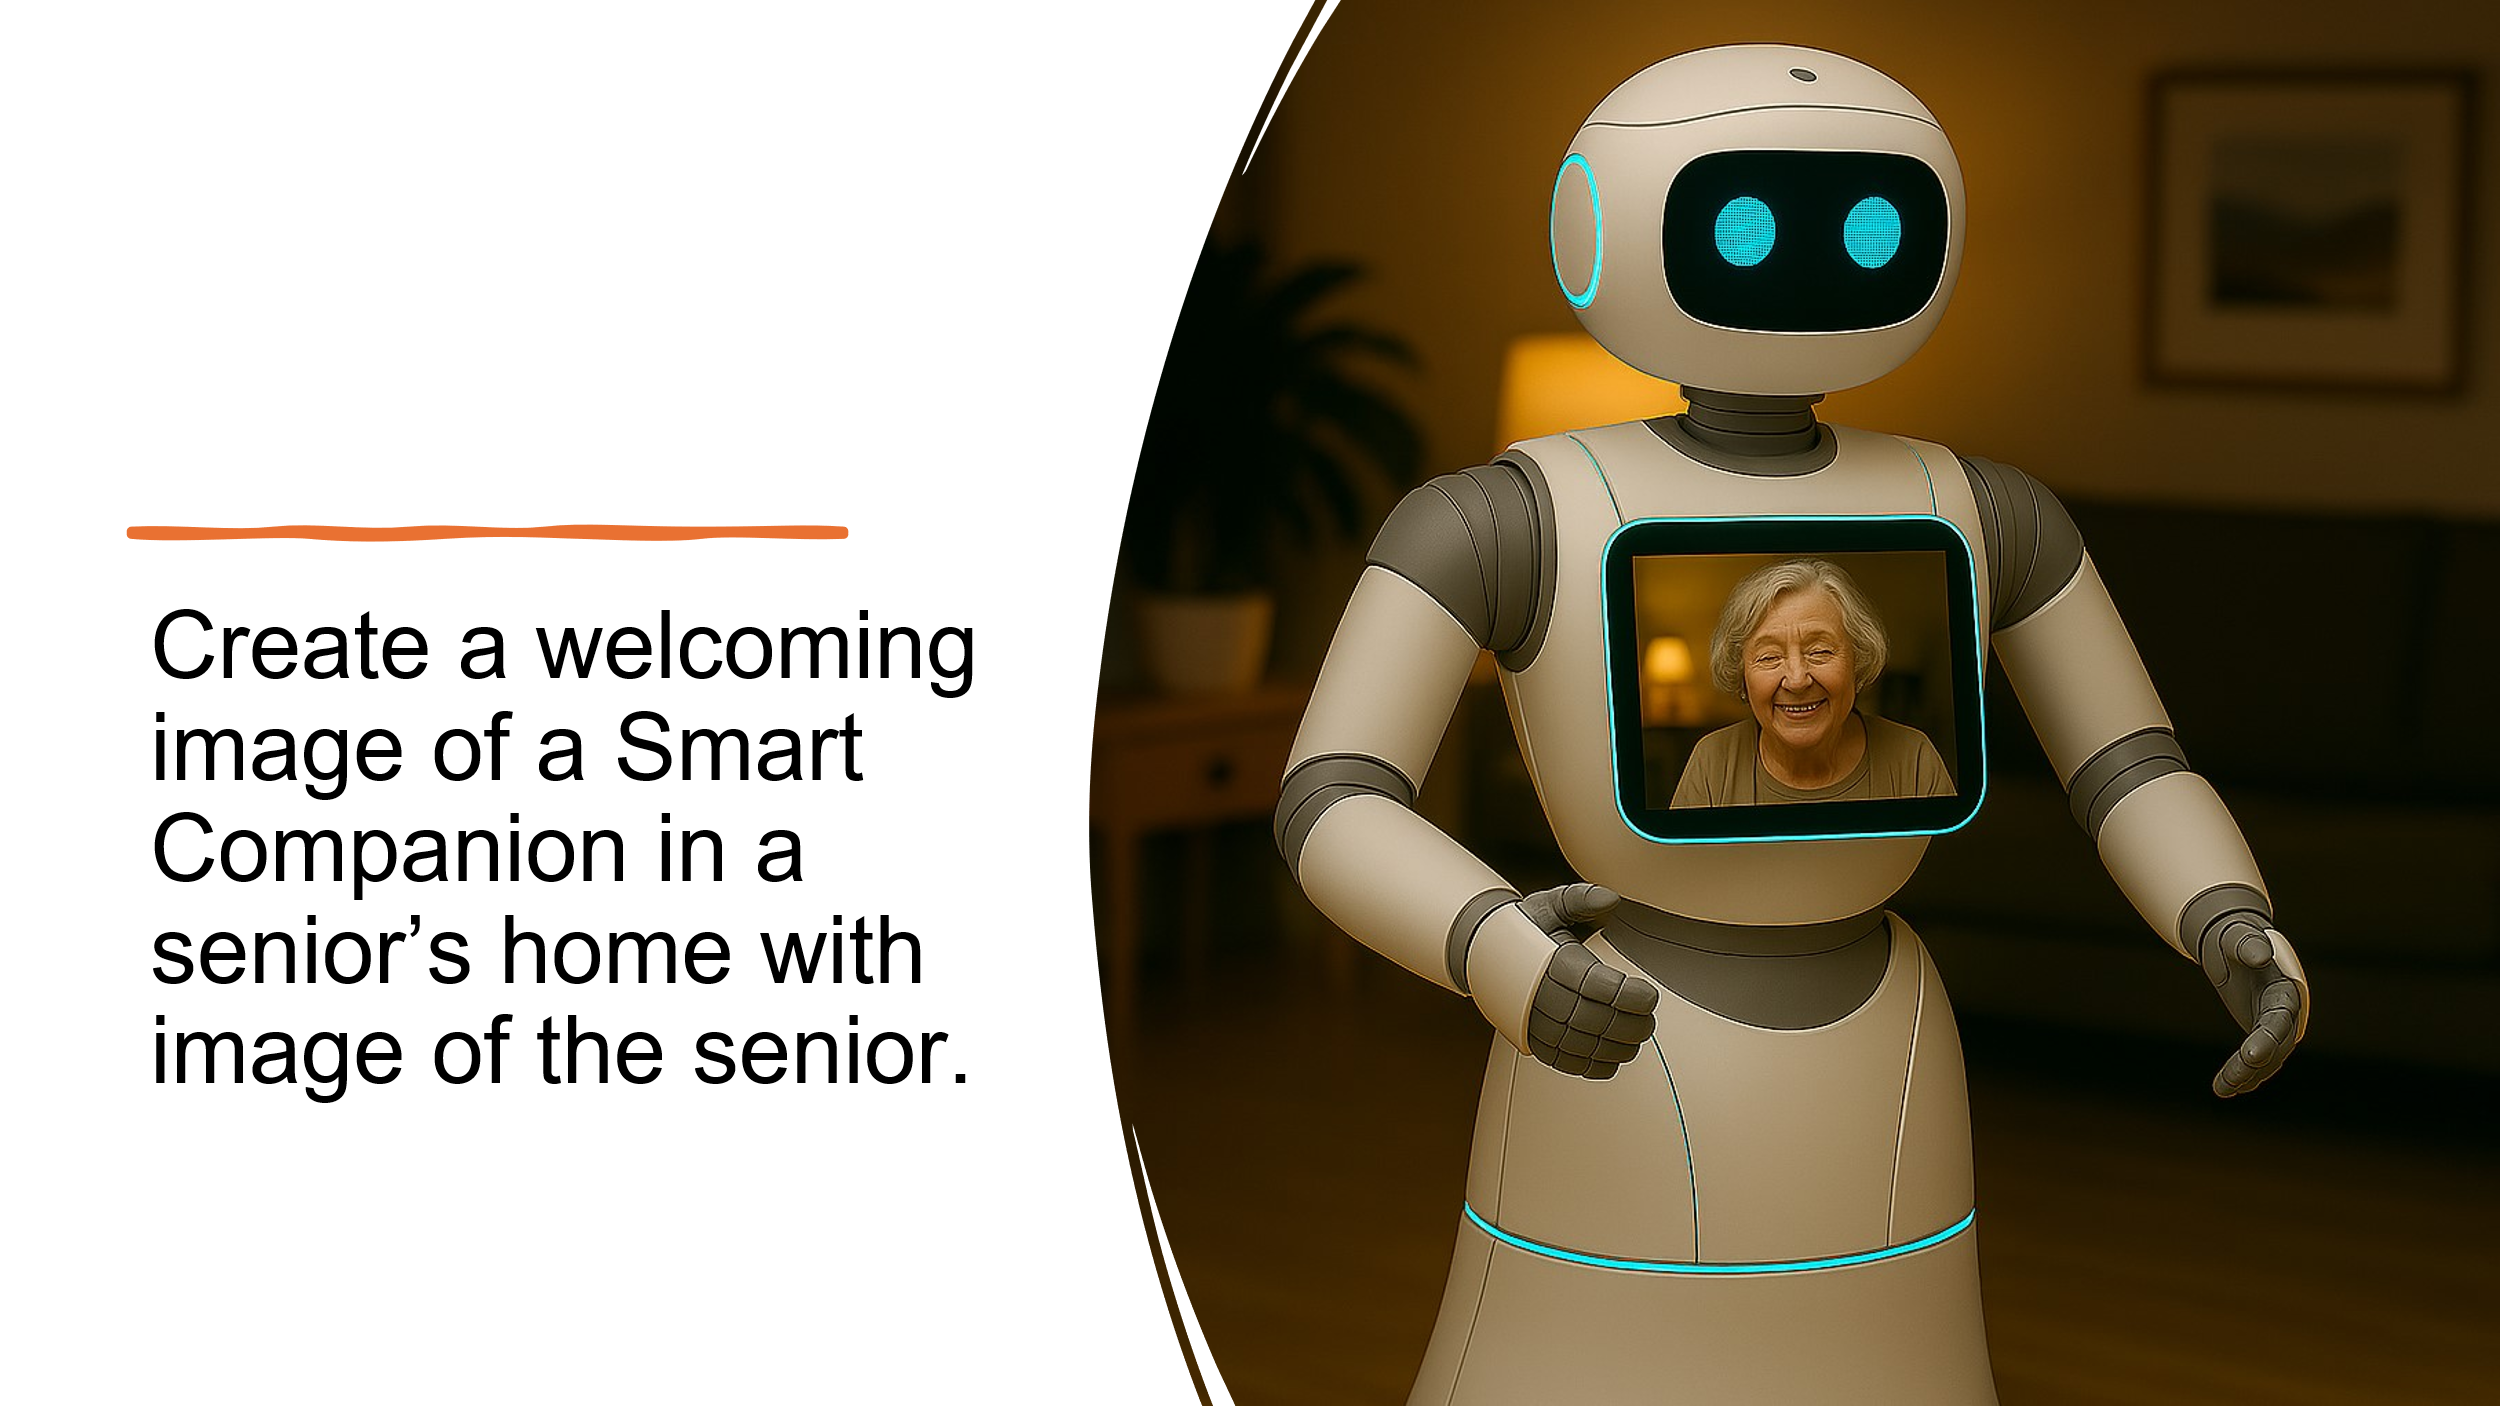 Create a welcoming
image of a Smart
Companion in a
senior’s home with
image of the senior.